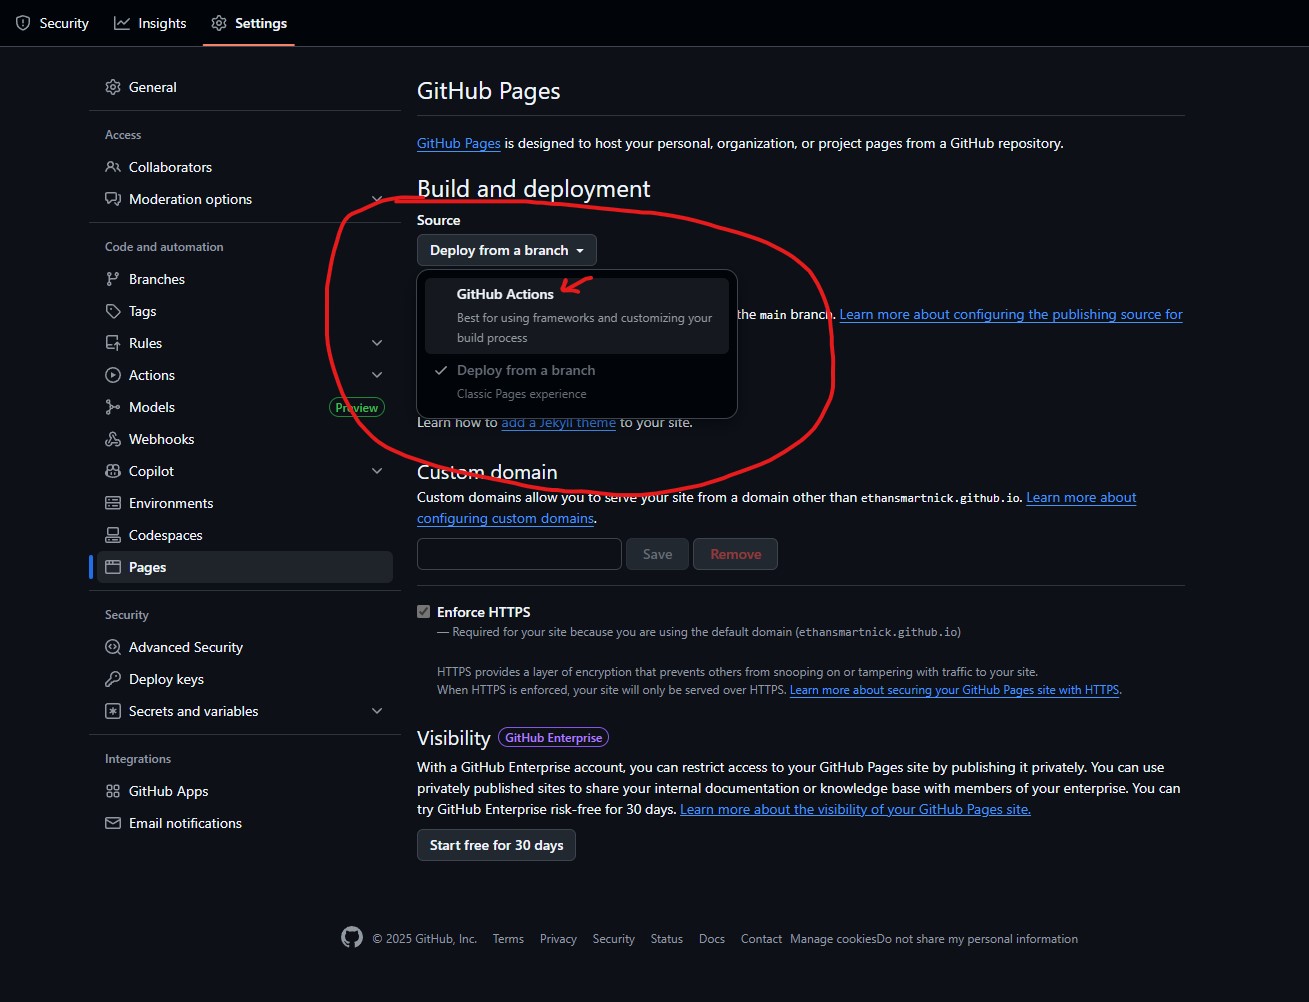 Security Insights Settings
General
Access
Collaborators
Moderation options
Code and automation
Branches
Tags
Rules
Actions
Models Preview
Webhooks
Copilot
Environments
Codespaces
Pages
Security
Advanced Security
Deploy keys
Secrets and variables
Integrations
GitHub Apps
Email notifications
GitHub Pages
GitHub Pages is designed to host your personal, organization, or project pages from a GitHub repository.
Build and deployment
Source
Deploy from a branch
GitHub Actions
Best for using frameworks and customizing your
build process
the main branch. Learn more about configuring the publishing source for
Deploy from a branch
Classic Pages experience
Learn how to add a Jekyll theme to your site.
Custom domain
Custom domains allow you to serve your site from a domain other than ethansmartnick.github.io. Learn more about
configuring custom domains.
Save Remove
Enforce HTTPS
— Required for your site because you are using the default domain (ethansmartnick.github.io)
HTTPS provides a layer of encryption that prevents others from snooping on or tampering with traffic to your site.
When HTTPS is enforced, your site will only be served over HTTPS. Learn more about securing your GitHub Pages site with HTTPS.
Visibility GitHub Enterprise
With a GitHub Enterprise account, you can restrict access to your GitHub Pages site by publishing it privately. You can use
privately published sites to share your internal documentation or knowledge base with members of your enterprise. You can
try GitHub Enterprise risk-free for 30 days. Learn more about the visibility of your GitHub Pages site.
Start free for 30 days
© 2025 GitHub, Inc. Terms Privacy Security Status Docs Contact Manage cookies Do not share my personal information